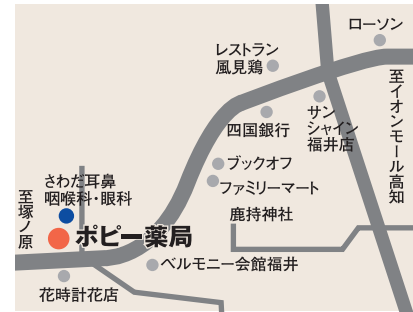 ローソン
レストラン
風見鶏
至イオンモール高知
サン
シャイン
福井店
四国銀行
ブックオフ
ファミリーマート
鹿持神社
さわだ耳鼻
咽喉科・眼科
至塚ノ原
ポピー薬局
ベルモニー会館福井
花時計花店